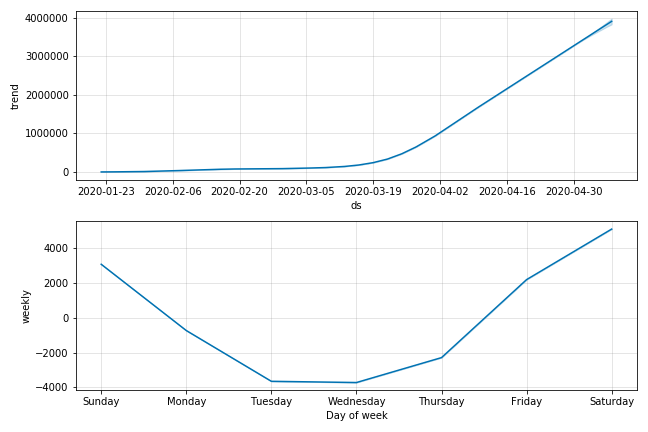 4000000
3000000
2000000
1000000
0
trend
2020-01-23 2020-02-06 2020-02-20 2020-03-05 2020-03-19 2020-04-02 2020-04-16 2020-04-30
ds
4000
2000
0
−2000
−4000
weekly
Sunday Monday Tuesday Wednesday Thursday Friday Saturday
Day of week